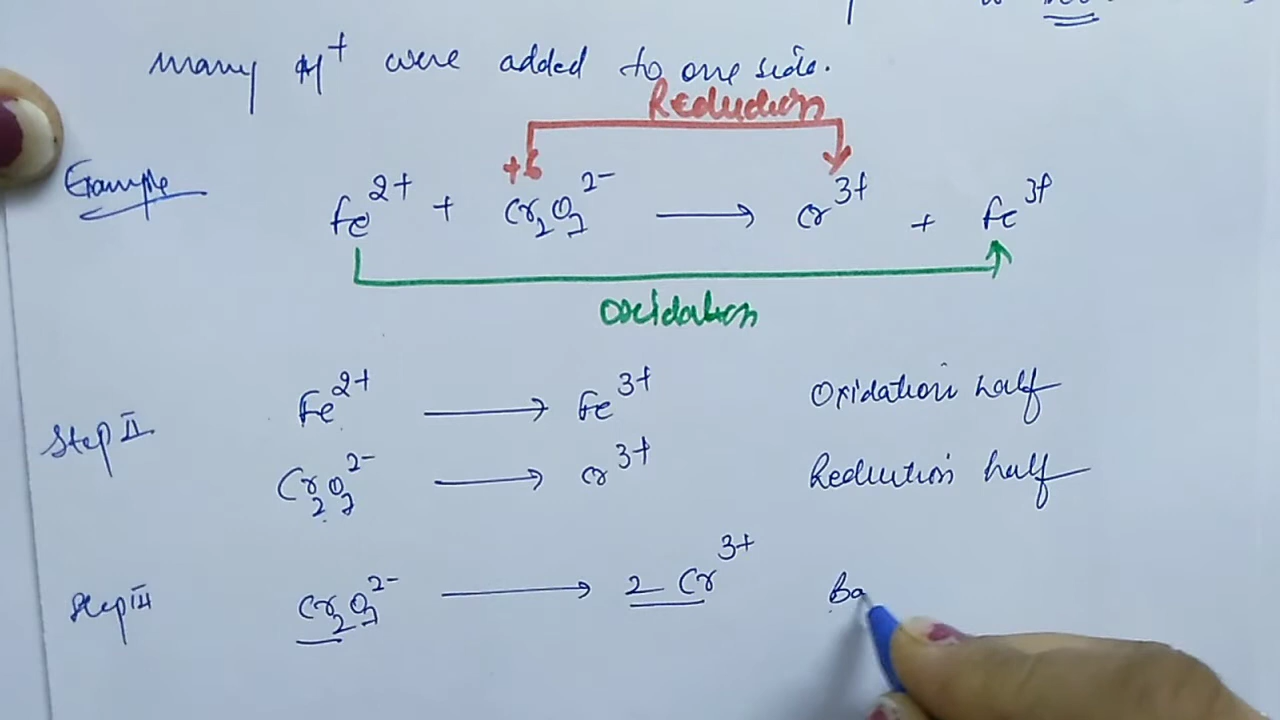 many H⁺ were added to one side.
Reduction
+6
Example Fe²⁺ + Cr₂O₇²⁻ ⟶ Cr³⁺ + Fe³⁺
Oxidation
Step II Fe²⁺ ⟶ Fe³⁺ Oxidation half
Cr₂O₇²⁻ ⟶ Cr³⁺ Reduction half
Step III Cr₂O₇²⁻ ⟶ 2 Cr³⁺ Ba